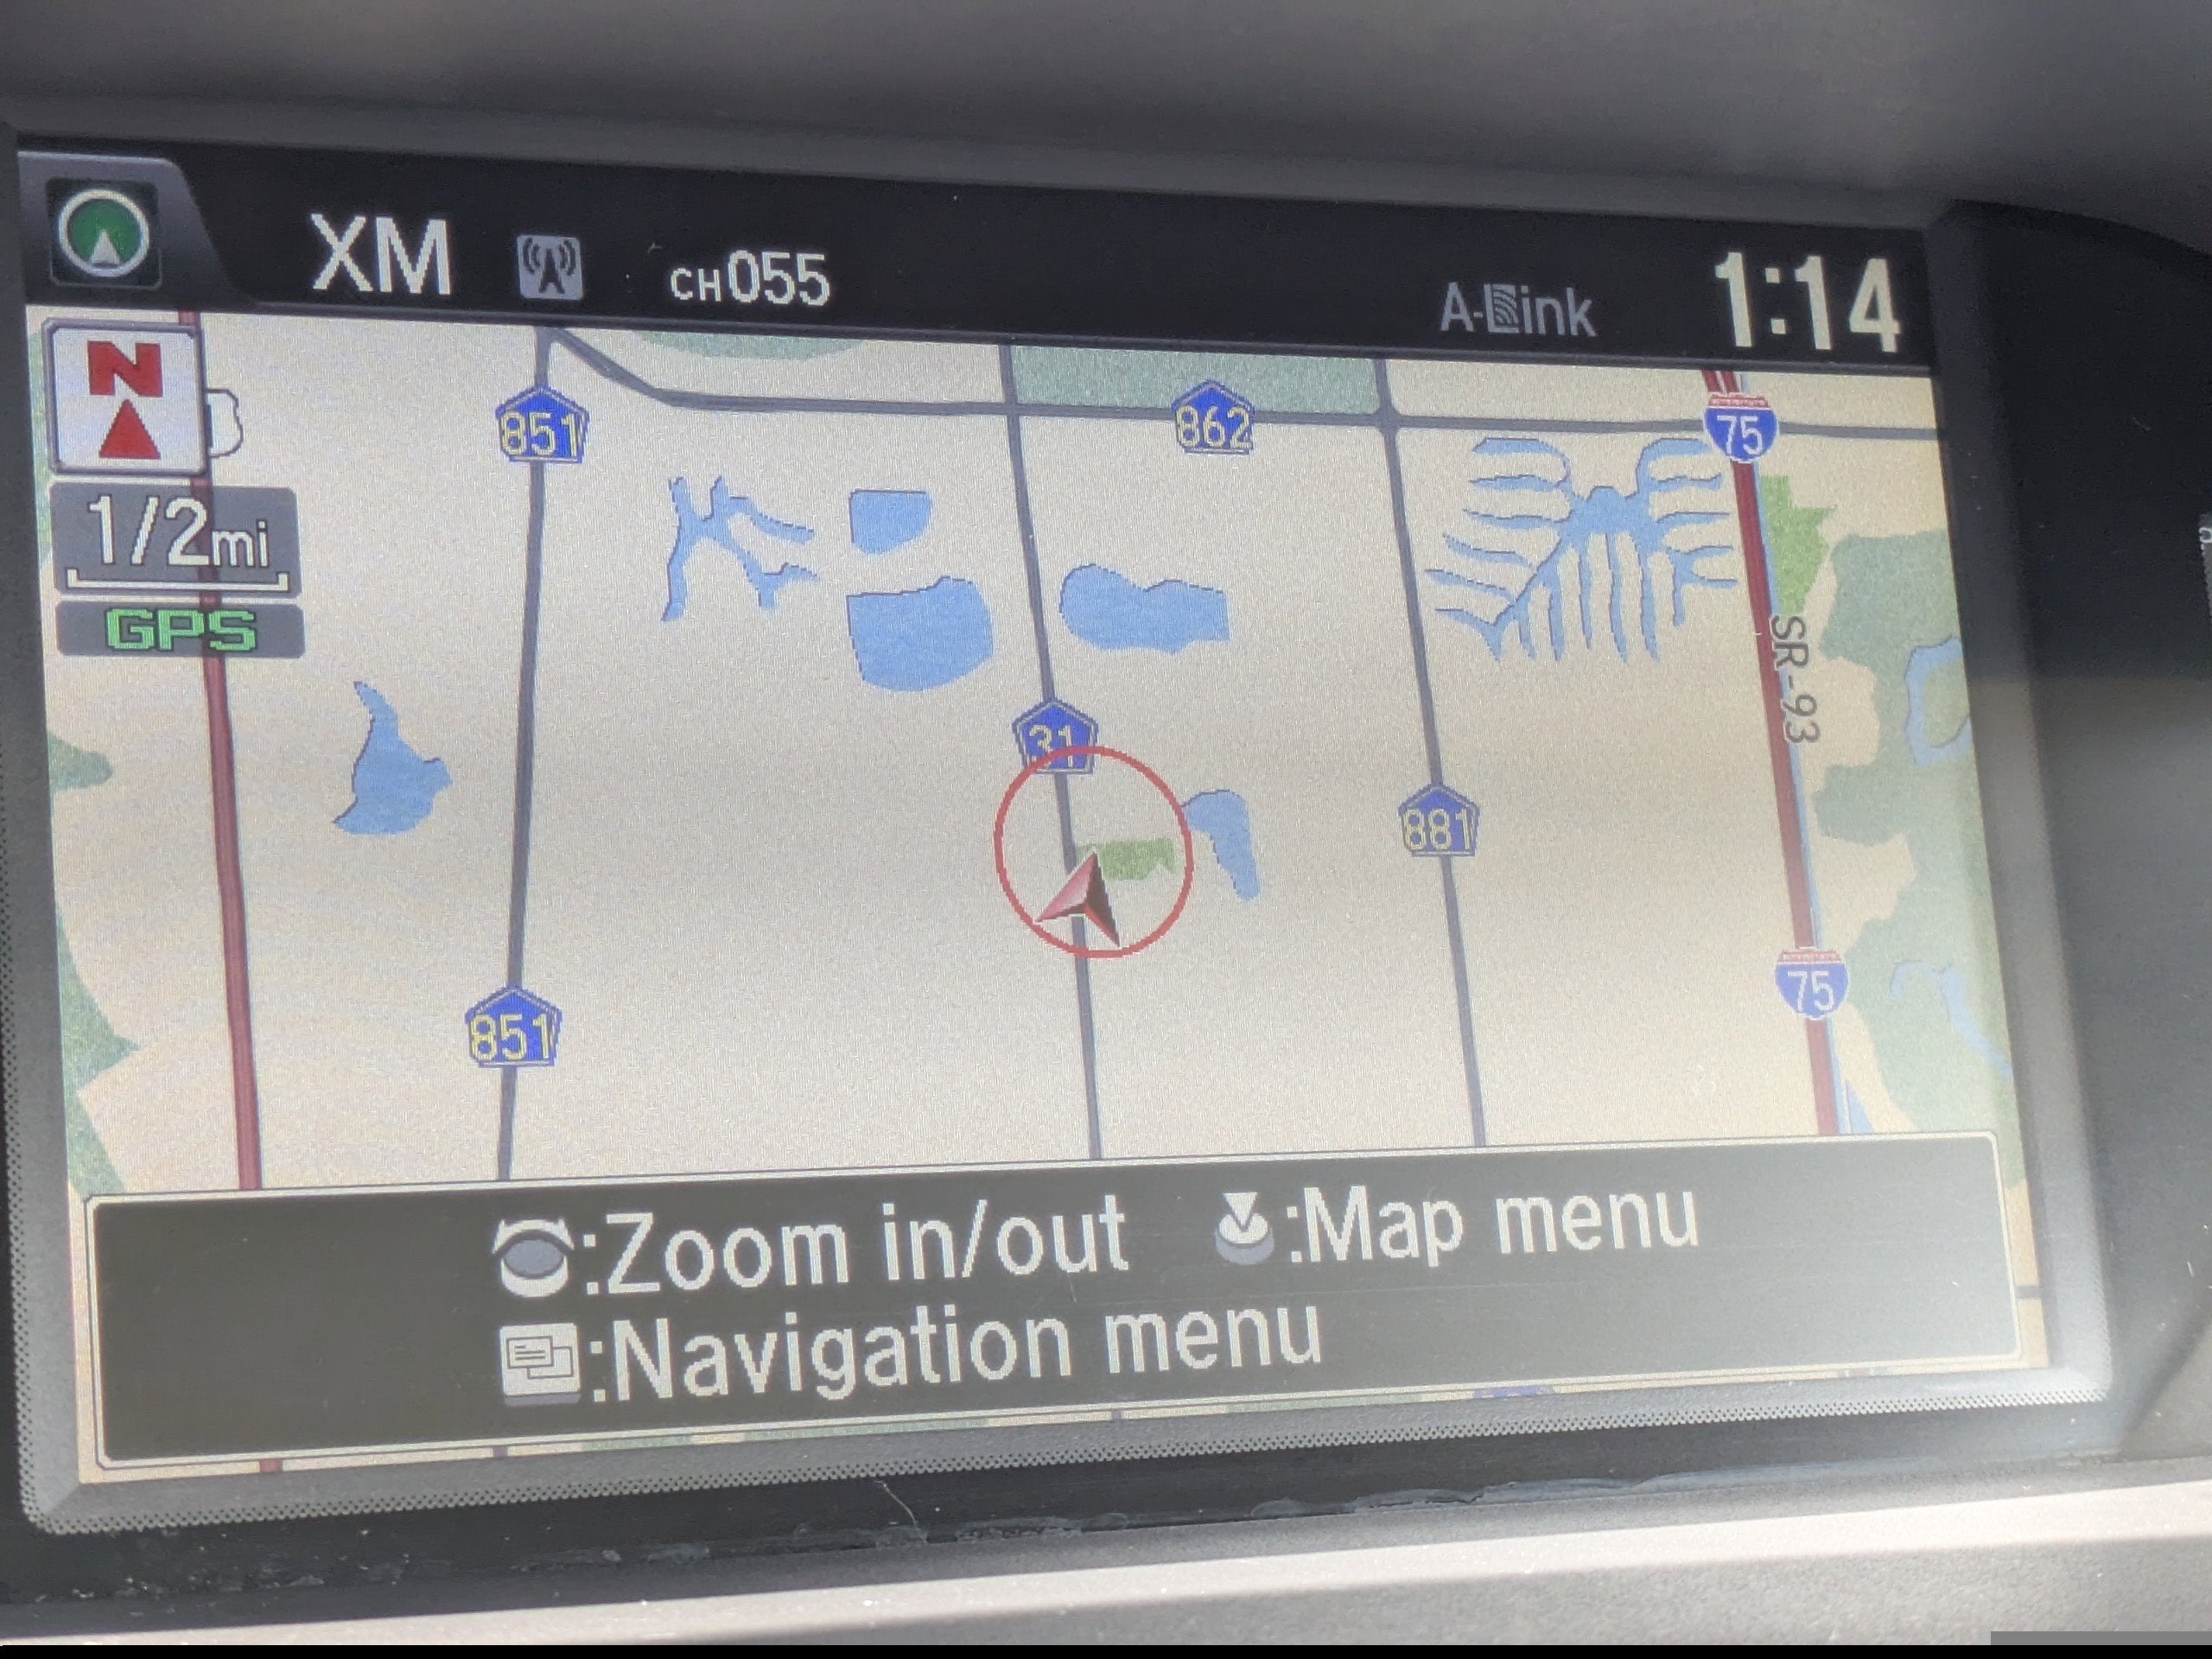 XM CH055 A-Link 1:14
N
1/2mi
GPS
851
862
75
SR-93
31
881
75
851
:Zoom in/out :Map menu
:Navigation menu